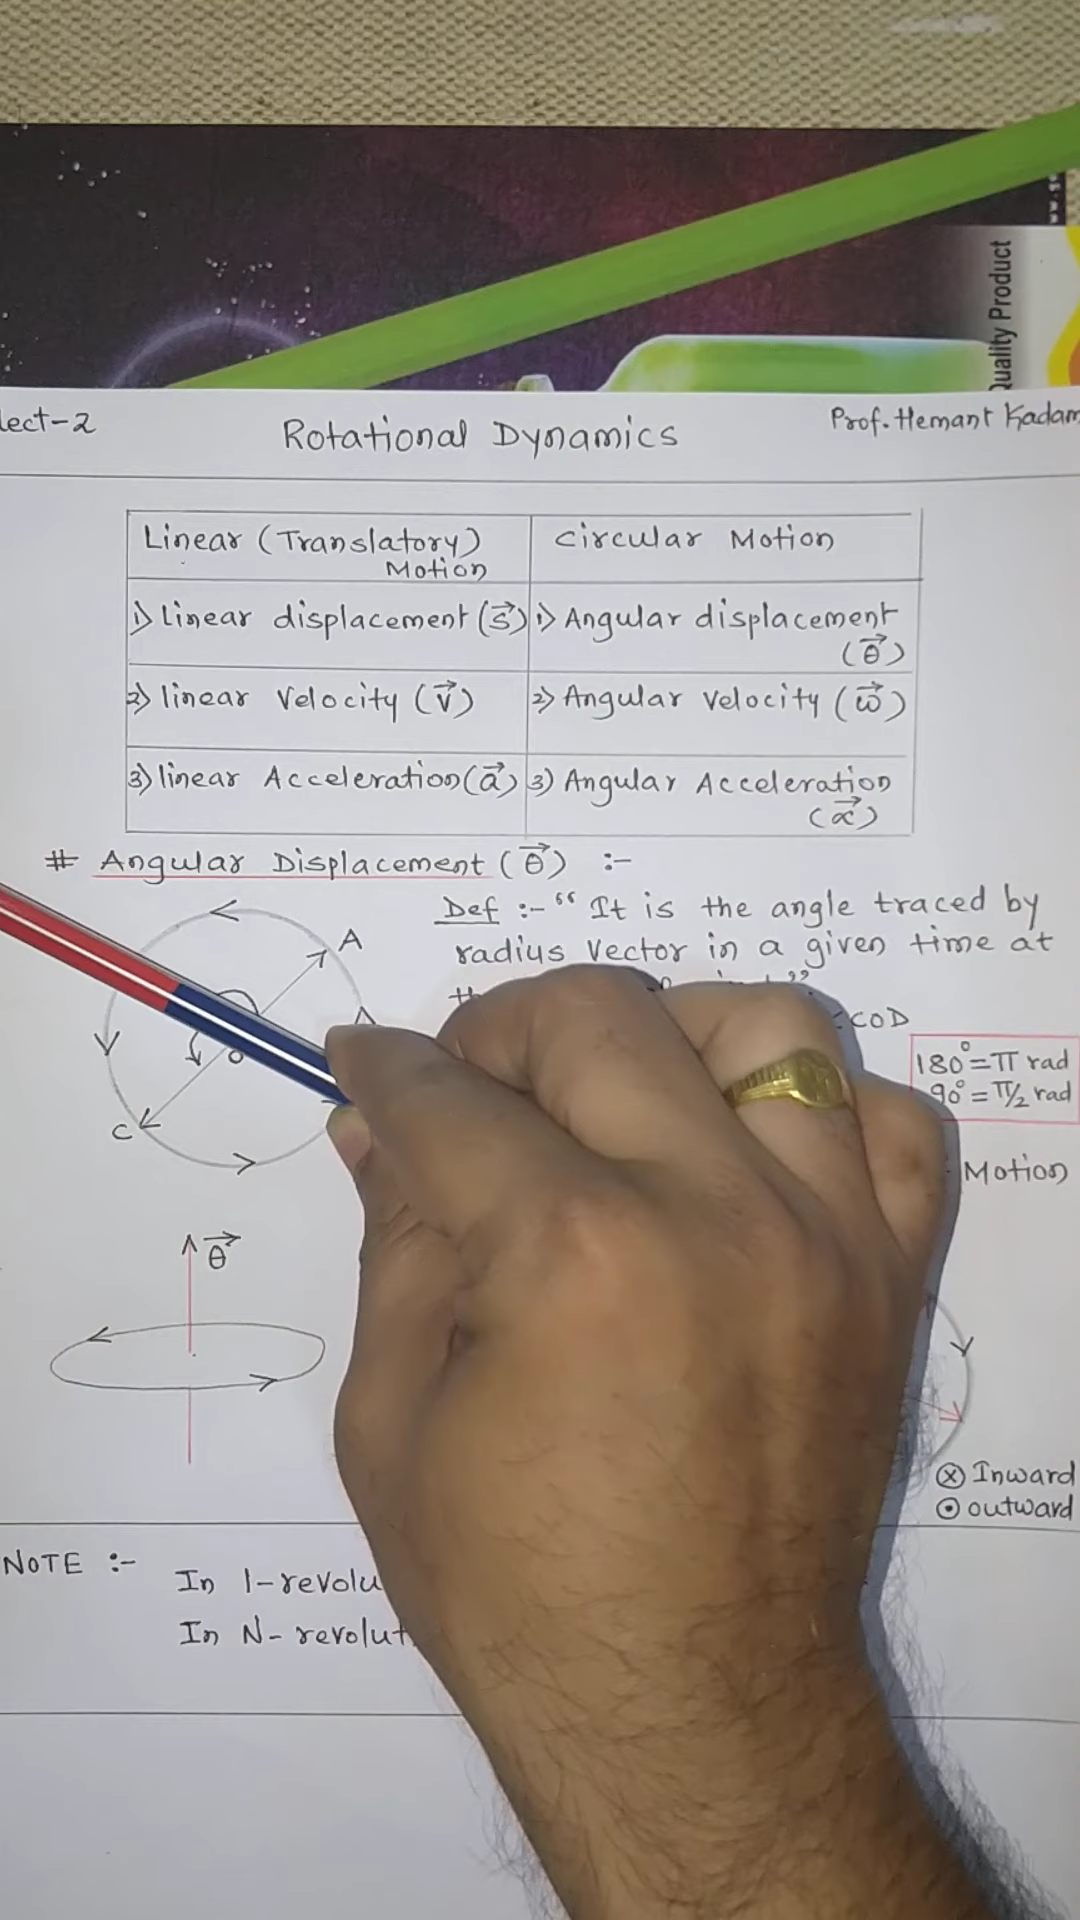 Quality Product
Lect-2
Rotational Dynamics
Prof. Hemant Kadam
Linear (Translatory) Motion
Circular Motion
1) Linear displacement (s⃗)
1) Angular displacement (θ⃗)
2) linear Velocity (v⃗)
2) Angular Velocity (ω⃗)
3) linear Acceleration (a⃗)
3) Angular Acceleration (α⃗)
# Angular Displacement (θ⃗) :-
Def :- "It is the angle traced by
radius vector in a given time at
COD
A
O
C
180° = π rad
90° = π/2 rad
Motion
θ⃗
⊗ Inward
⊙ outward
NOTE :-
In 1-revolu
In N-revolut